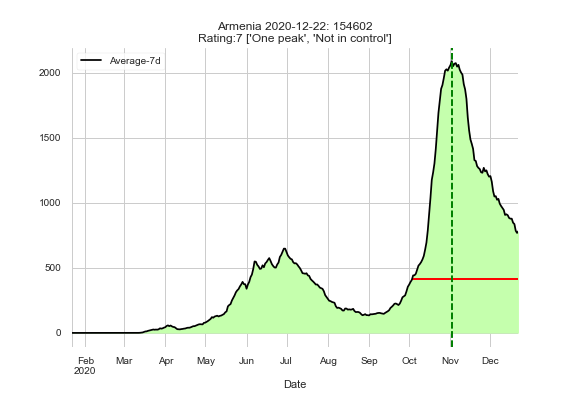 Armenia 2020-12-22: 154602
Rating:7 ['One peak', 'Not in control']
Average-7d
2000
1500
1000
500
0
Feb Mar Apr May Jun Jul Aug Sep Oct Nov Dec
2020
Date